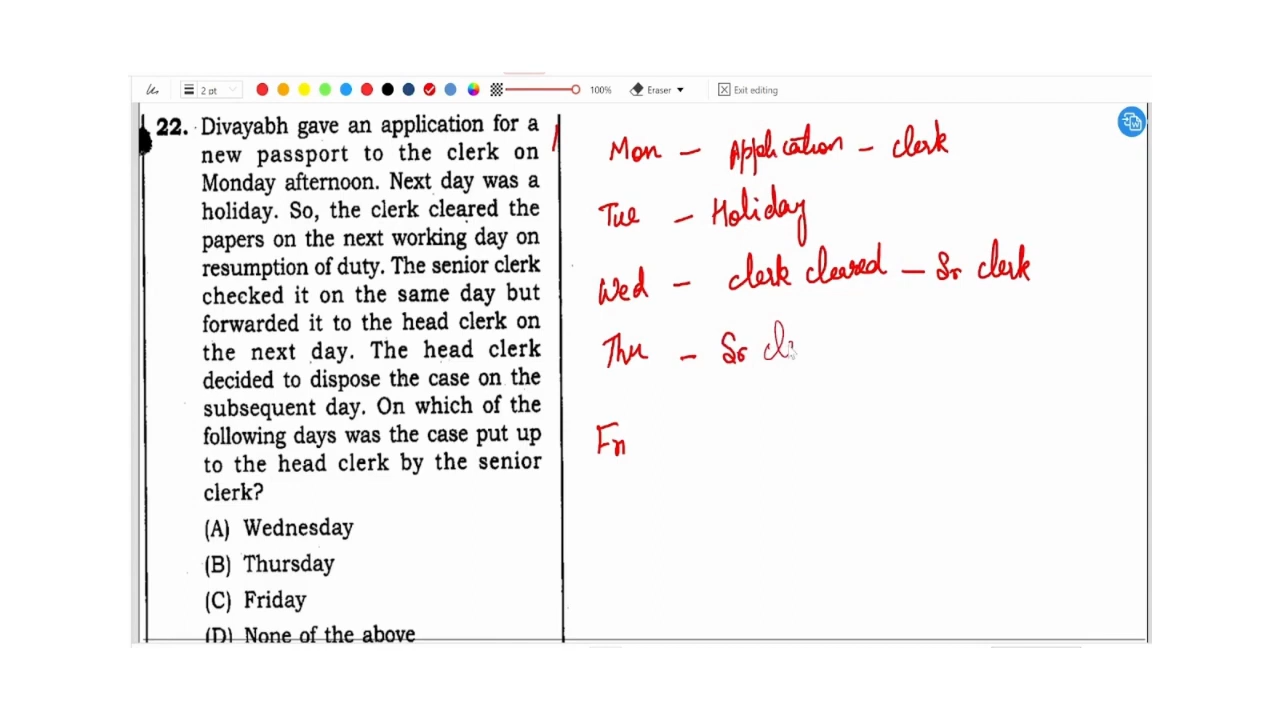 2 pt
100%
Eraser
Exit editing
22. Divayabh gave an application for a
new passport to the clerk on
Monday afternoon. Next day was a
holiday. So, the clerk cleared the
papers on the next working day on
resumption of duty. The senior clerk
checked it on the same day but
forwarded it to the head clerk on
the next day. The head clerk
decided to dispose the case on the
subsequent day. On which of the
following days was the case put up
to the head clerk by the senior
clerk?
(A) Wednesday
(B) Thursday
(C) Friday
(D) None of the above
Mon - Application - clerk
Tue - Holiday
Wed - clerk cleared - Sr clerk
Thu - Sr cl
Fri